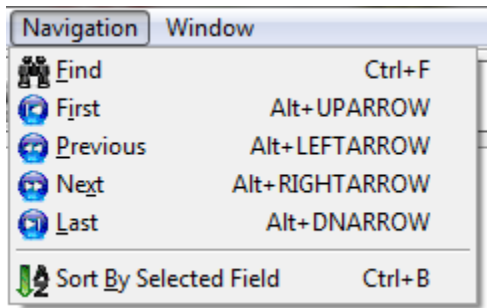 Navigation Window
Find Ctrl+F
First Alt+UPARROW
Previous Alt+LEFTARROW
Next Alt+RIGHTARROW
Last Alt+DNARROW
Sort By Selected Field Ctrl+B